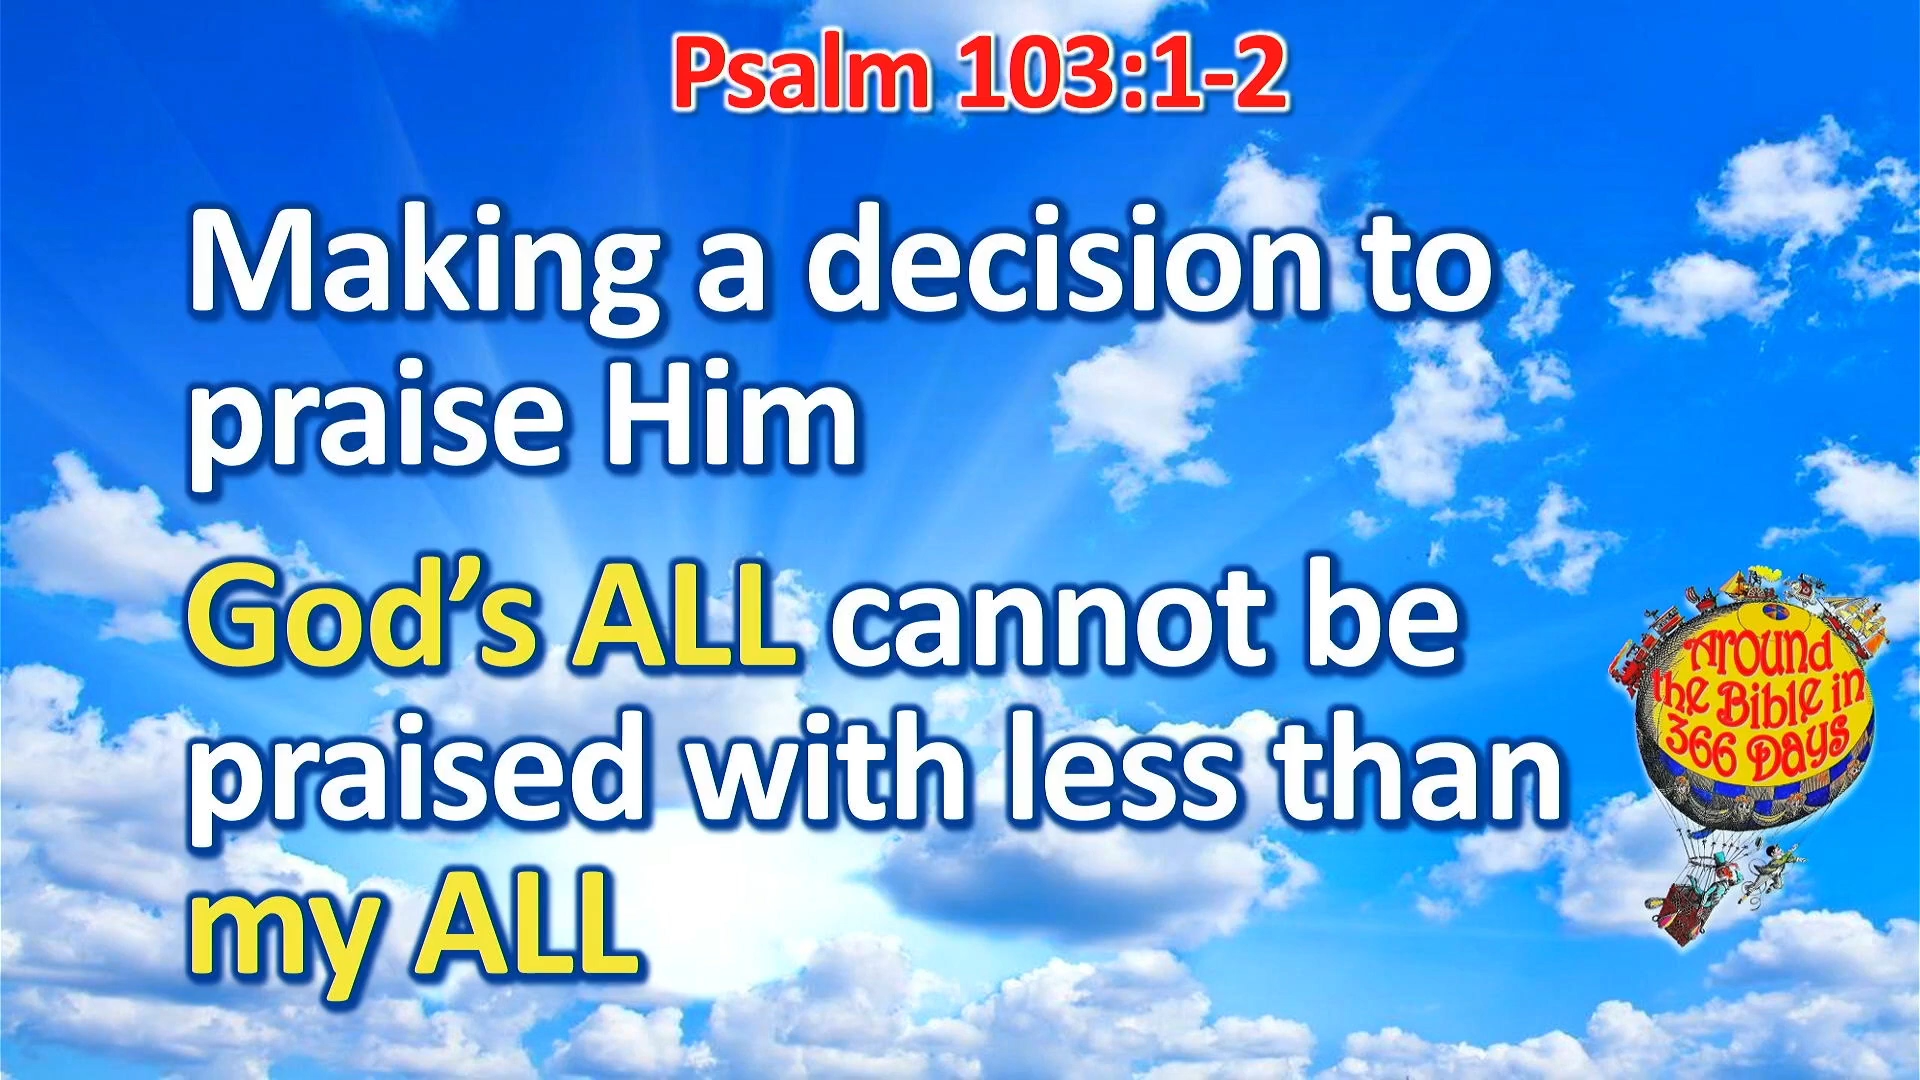 Psalm 103:1-2
Making a decision to
praise Him
God’s ALL cannot be
praised with less than
my ALL
Around
the Bible in
366 Days